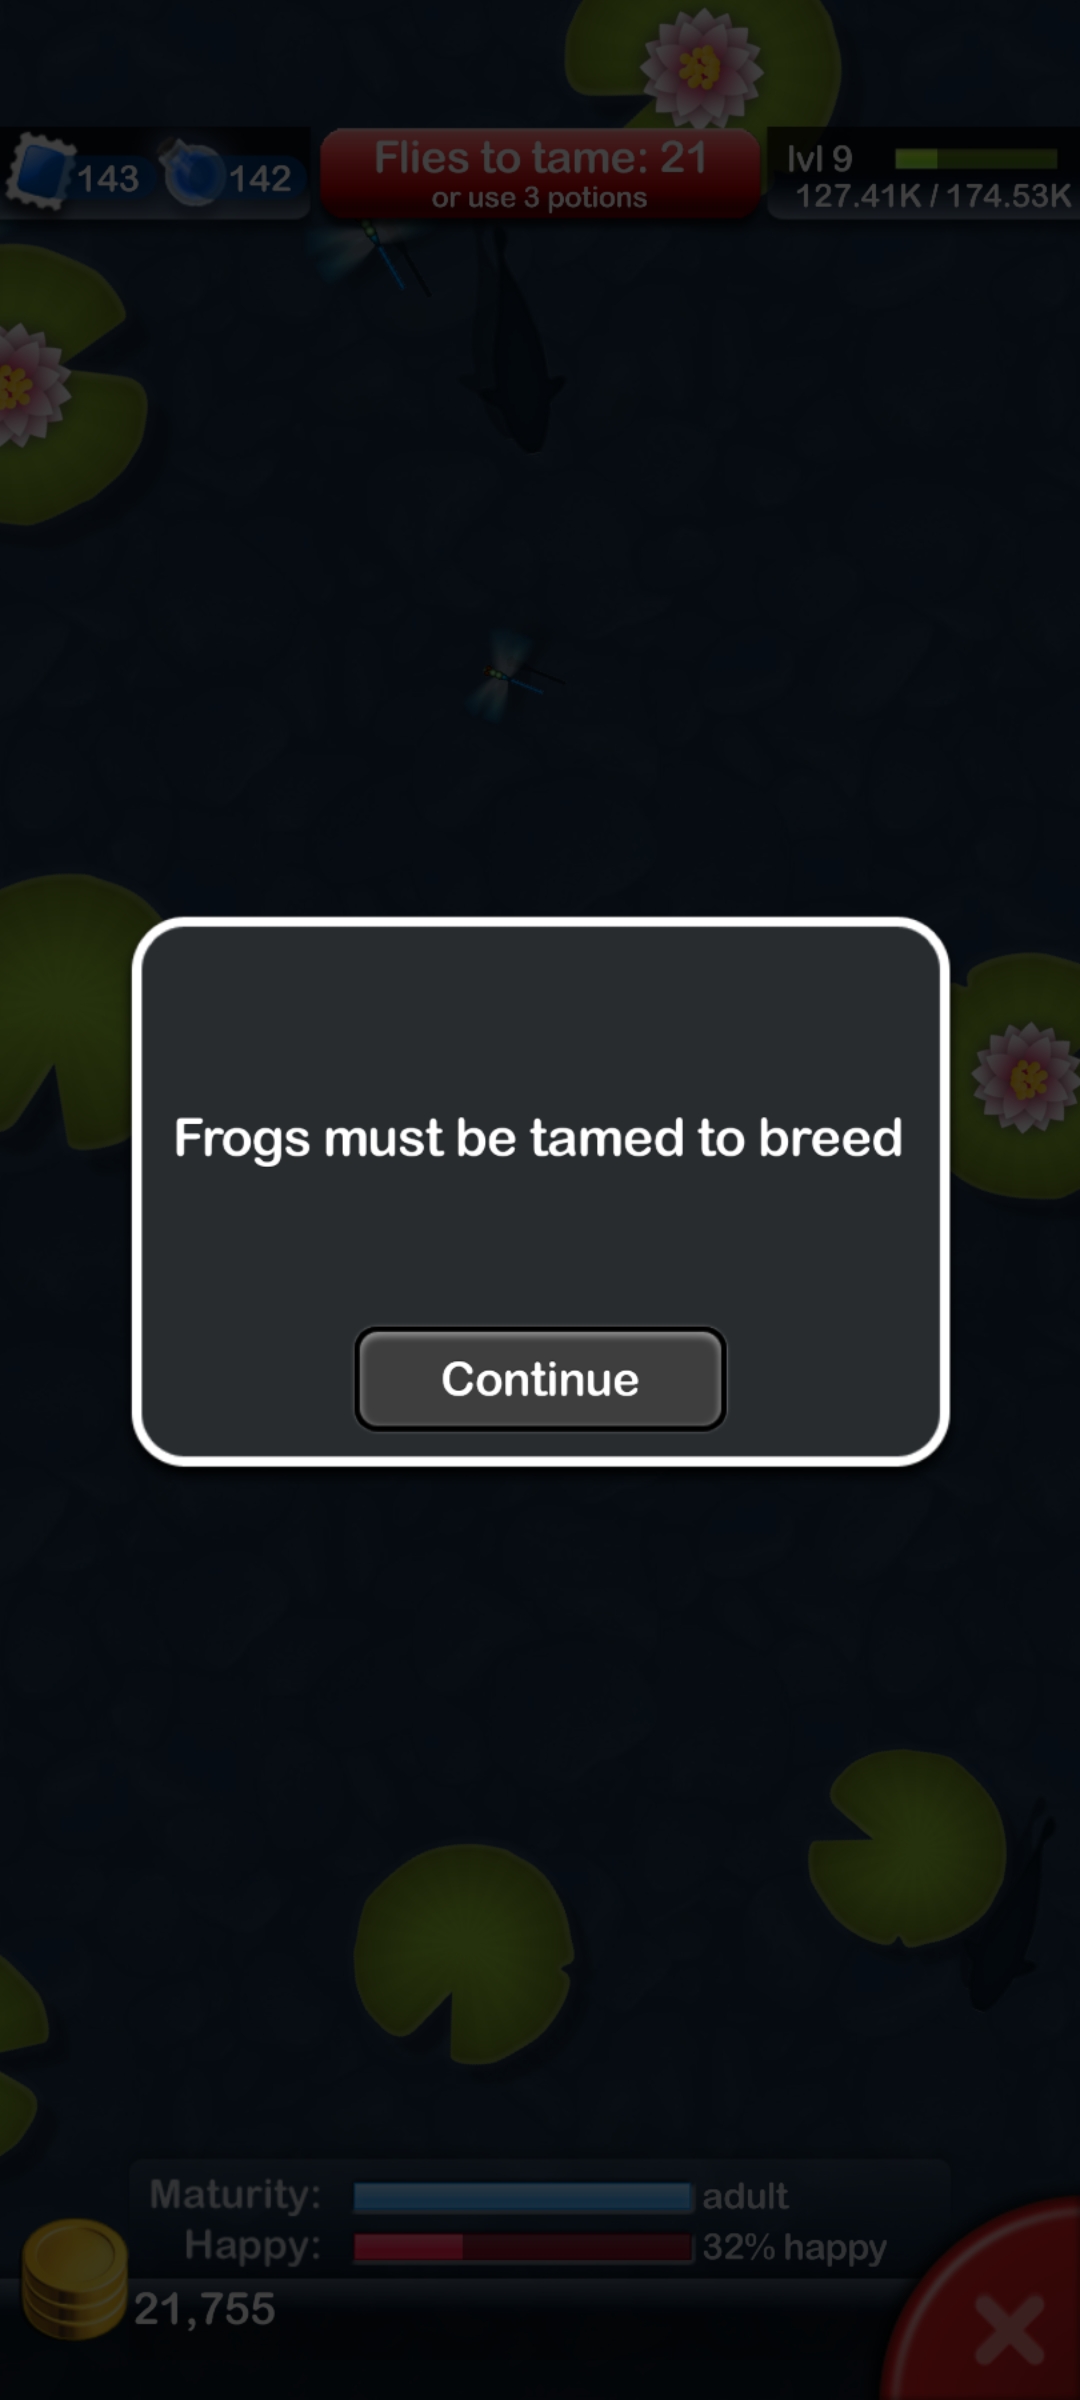 143
142
Flies to tame: 21
or use 3 potions
lvl 9
127.41K / 174.53K
Frogs must be tamed to breed
Continue
Maturity: adult
Happy: 32% happy
21,755